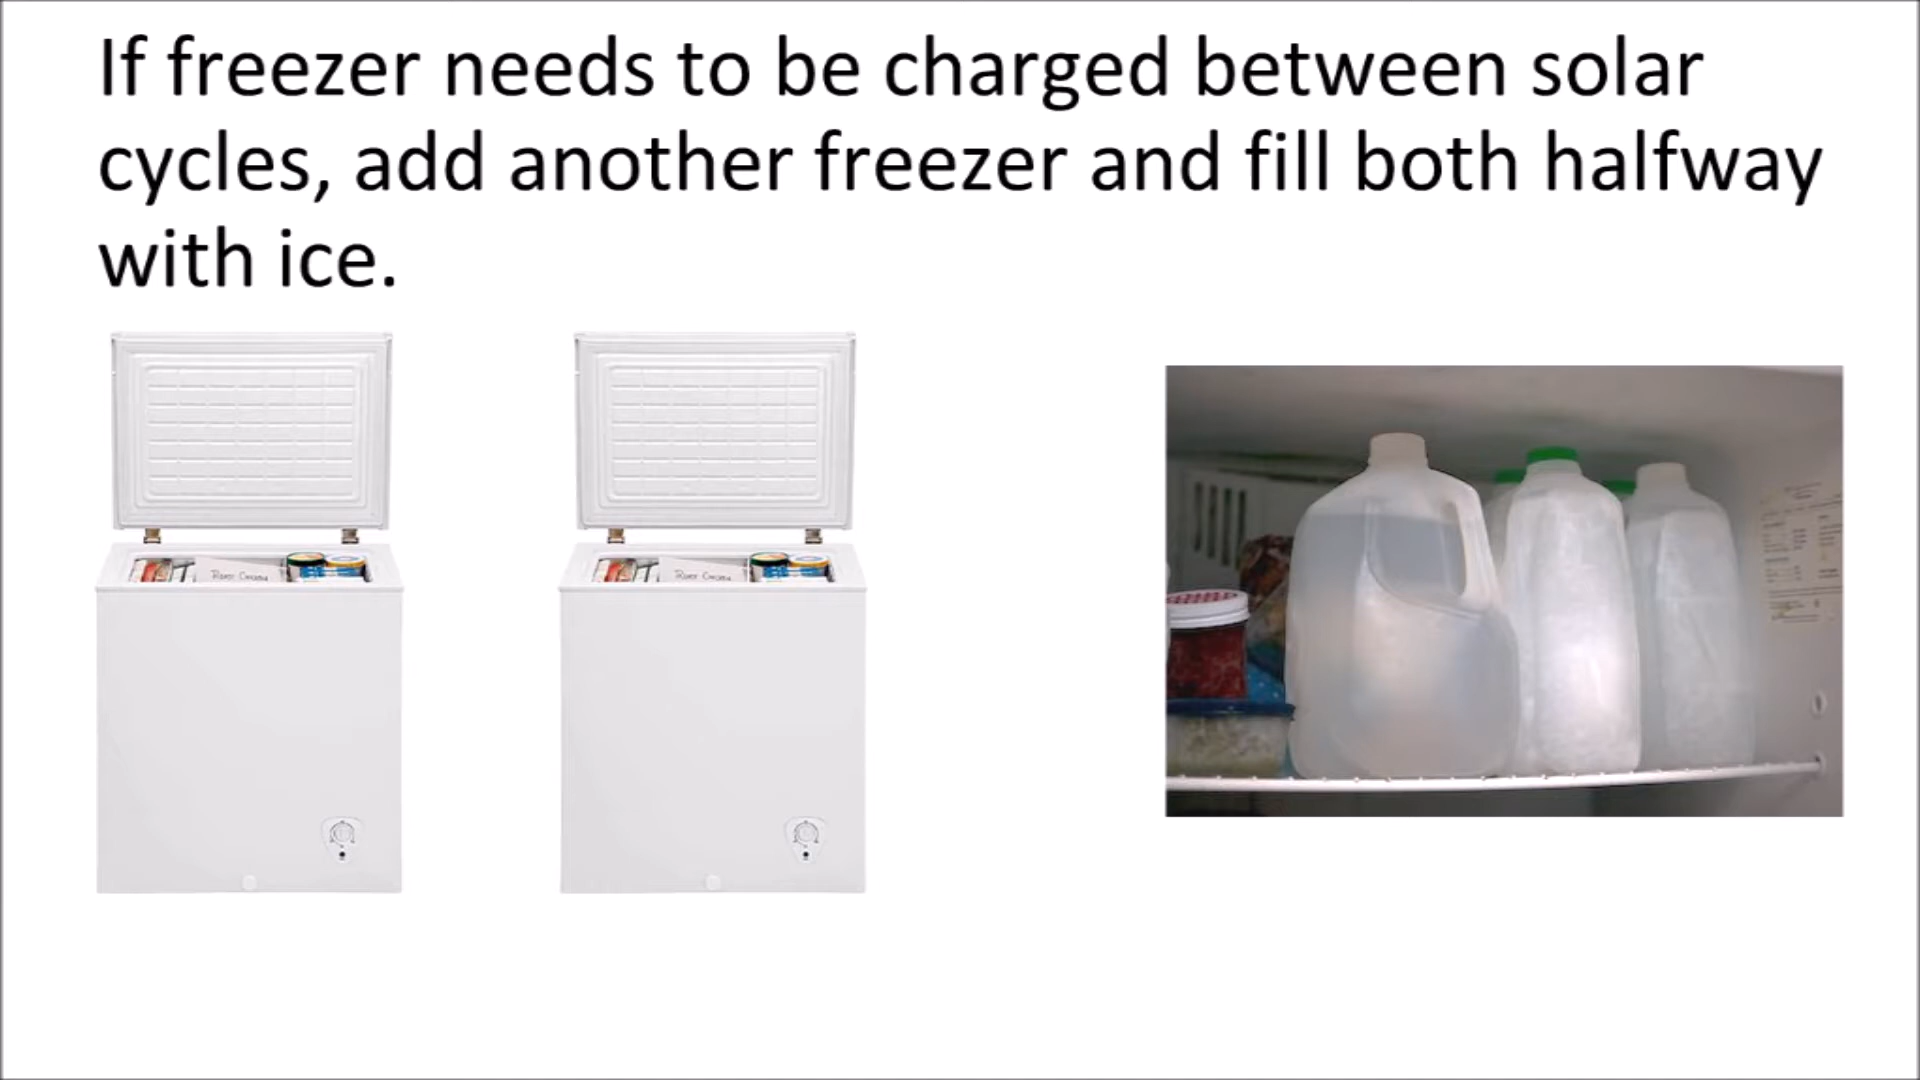 If freezer needs to be charged between solar
cycles, add another freezer and fill both halfway
with ice.